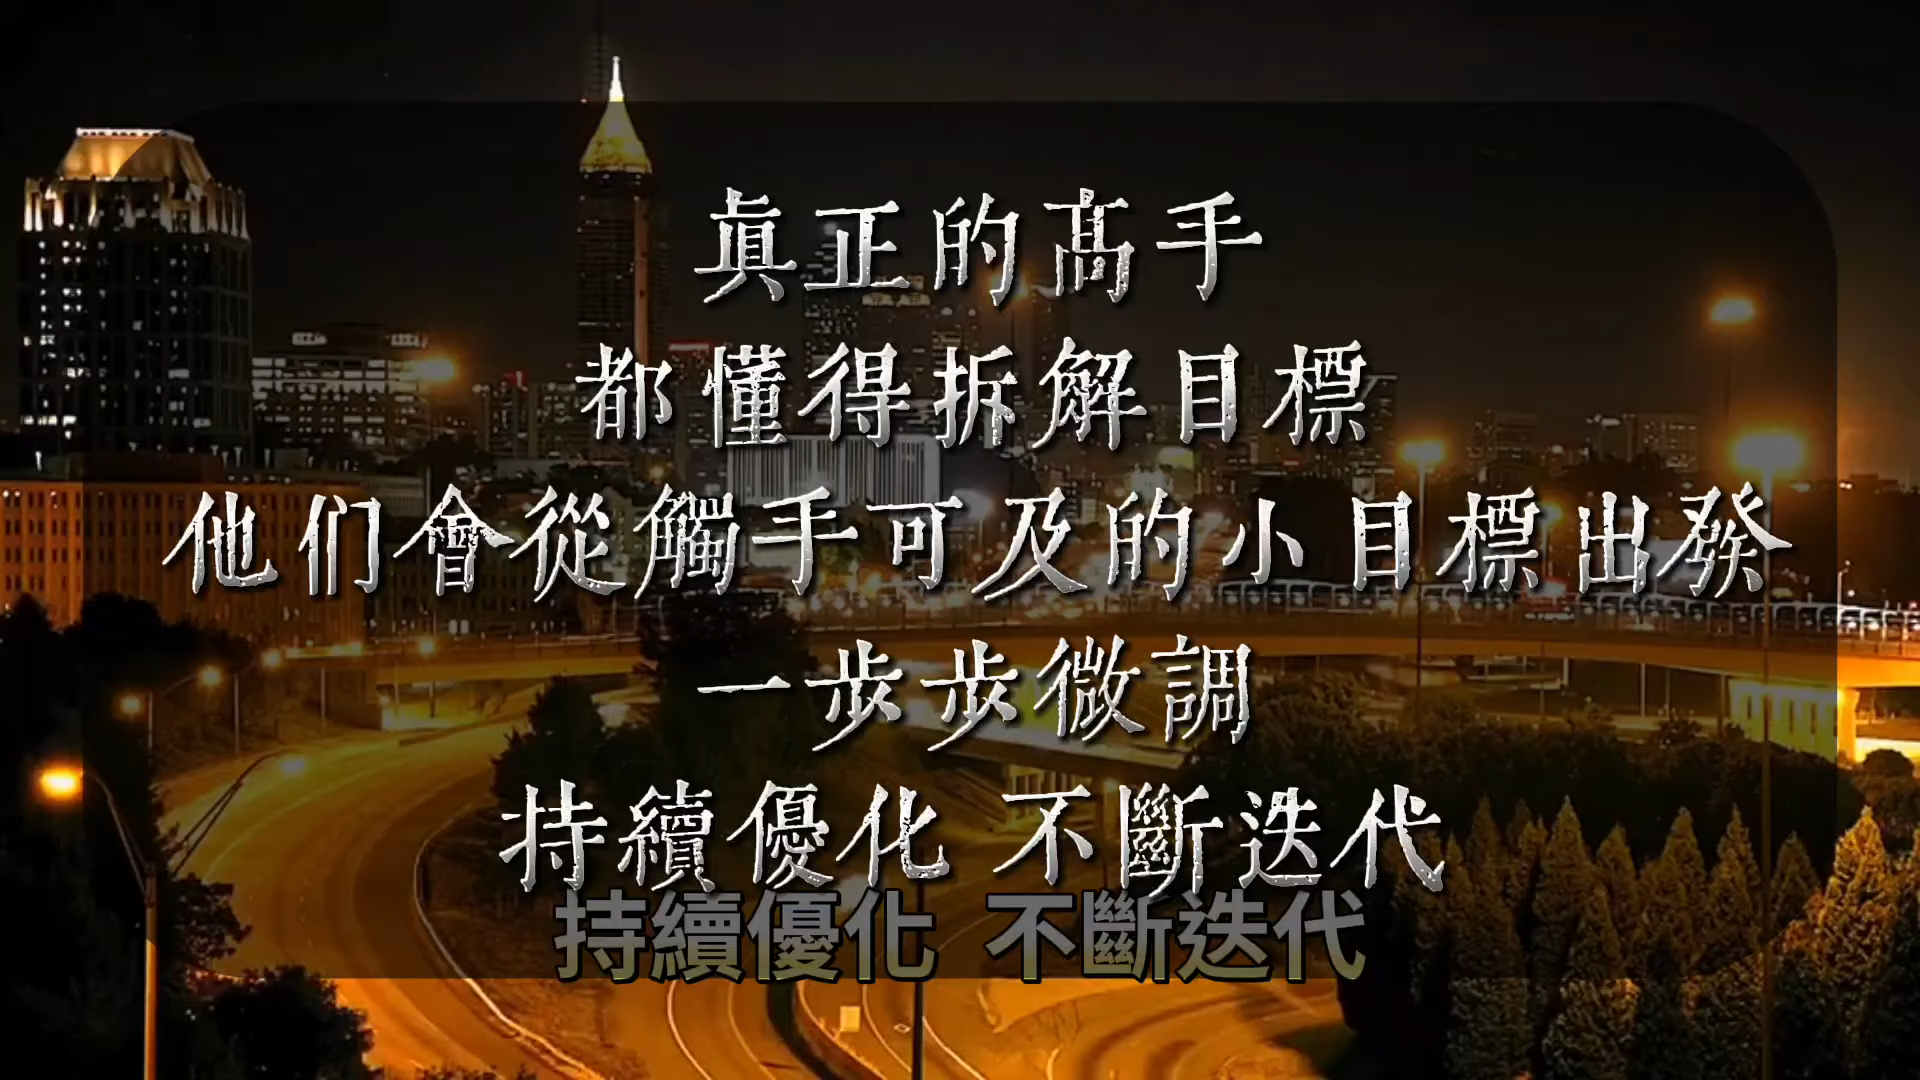 真正的高手
都懂得拆解目標
他们會從觸手可及的小目標出發
一步步微調
持續優化 不斷迭代
持續優化 不斷迭代